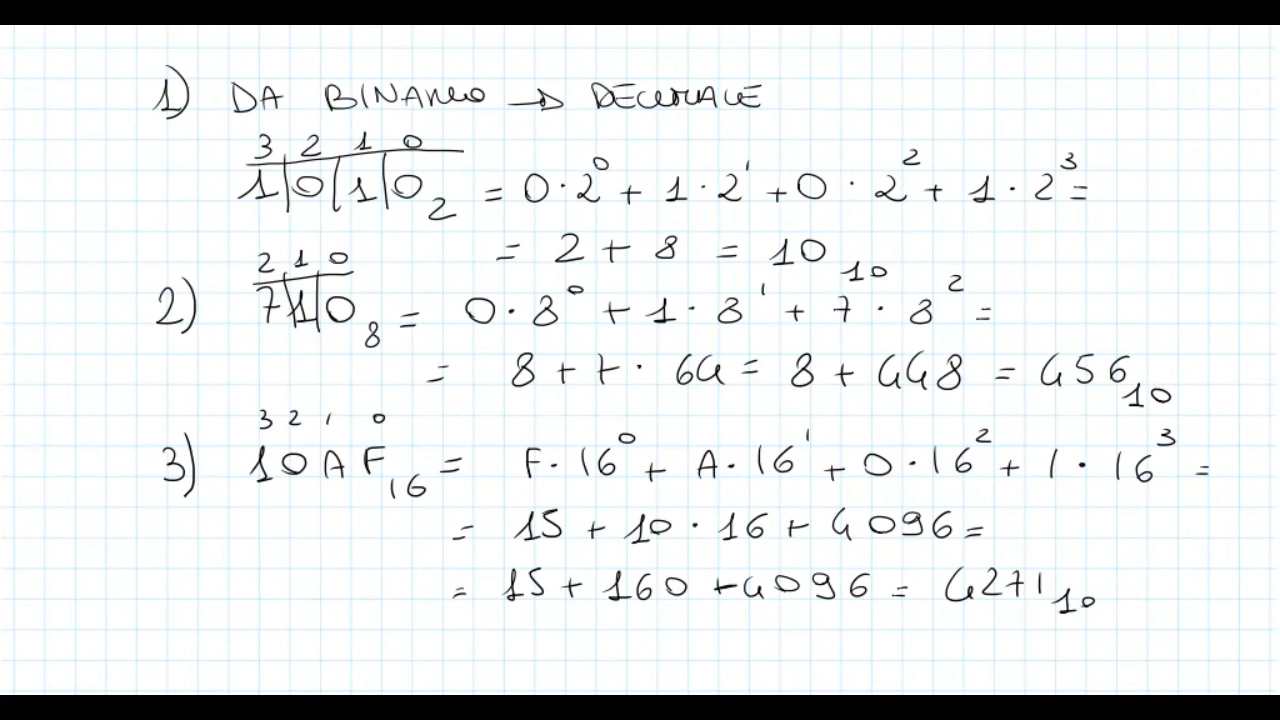 1) DA BINARIO → DECIMALE
3 2 1 0
1|0|1|0₂ = 0·2⁰ + 1·2¹ + 0·2² + 1·2³ =
= 2 + 8 = 10₁₀
2 1 0
2) 7|1|0₈ = 0·8⁰ + 1·8¹ + 7·8² =
= 8 + 7·64 = 8 + 448 = 456₁₀
3 2 1 0
3) 10AF₁₆ = F·16⁰ + A·16¹ + 0·16² + 1·16³ =
= 15 + 10·16 + 4096 =
= 15 + 160 + 4096 = 4271₁₀